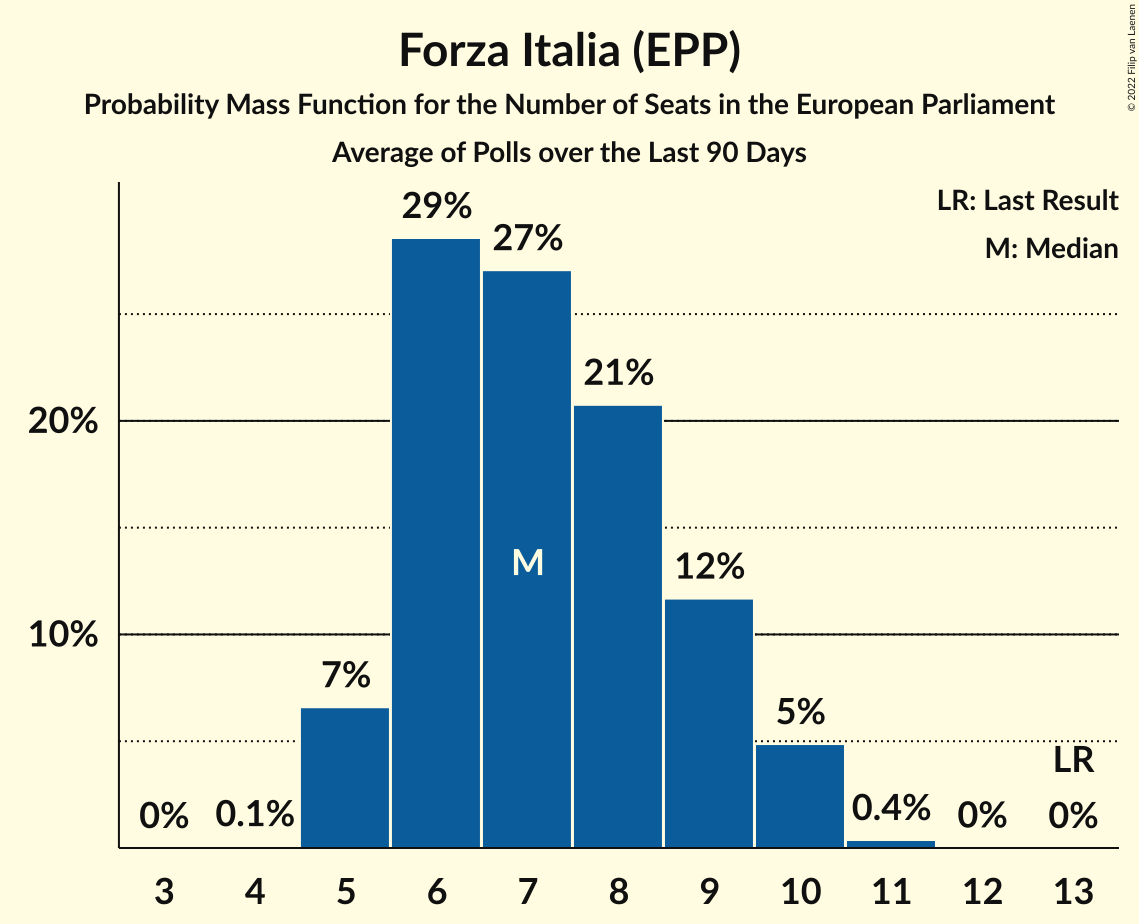 Forza Italia (EPP)
Probability Mass Function for the Number of Seats in the European Parliament
Average of Polls over the Last 90 Days
© 2022 Filip van Laenen
LR: Last Result
M: Median
29%
27%
21%
20%
M
12%
10%
7%
5%
LR
0%
0.1%
0.4%
0%
0%
3 4 5 6 7 8 9 10 11 12 13